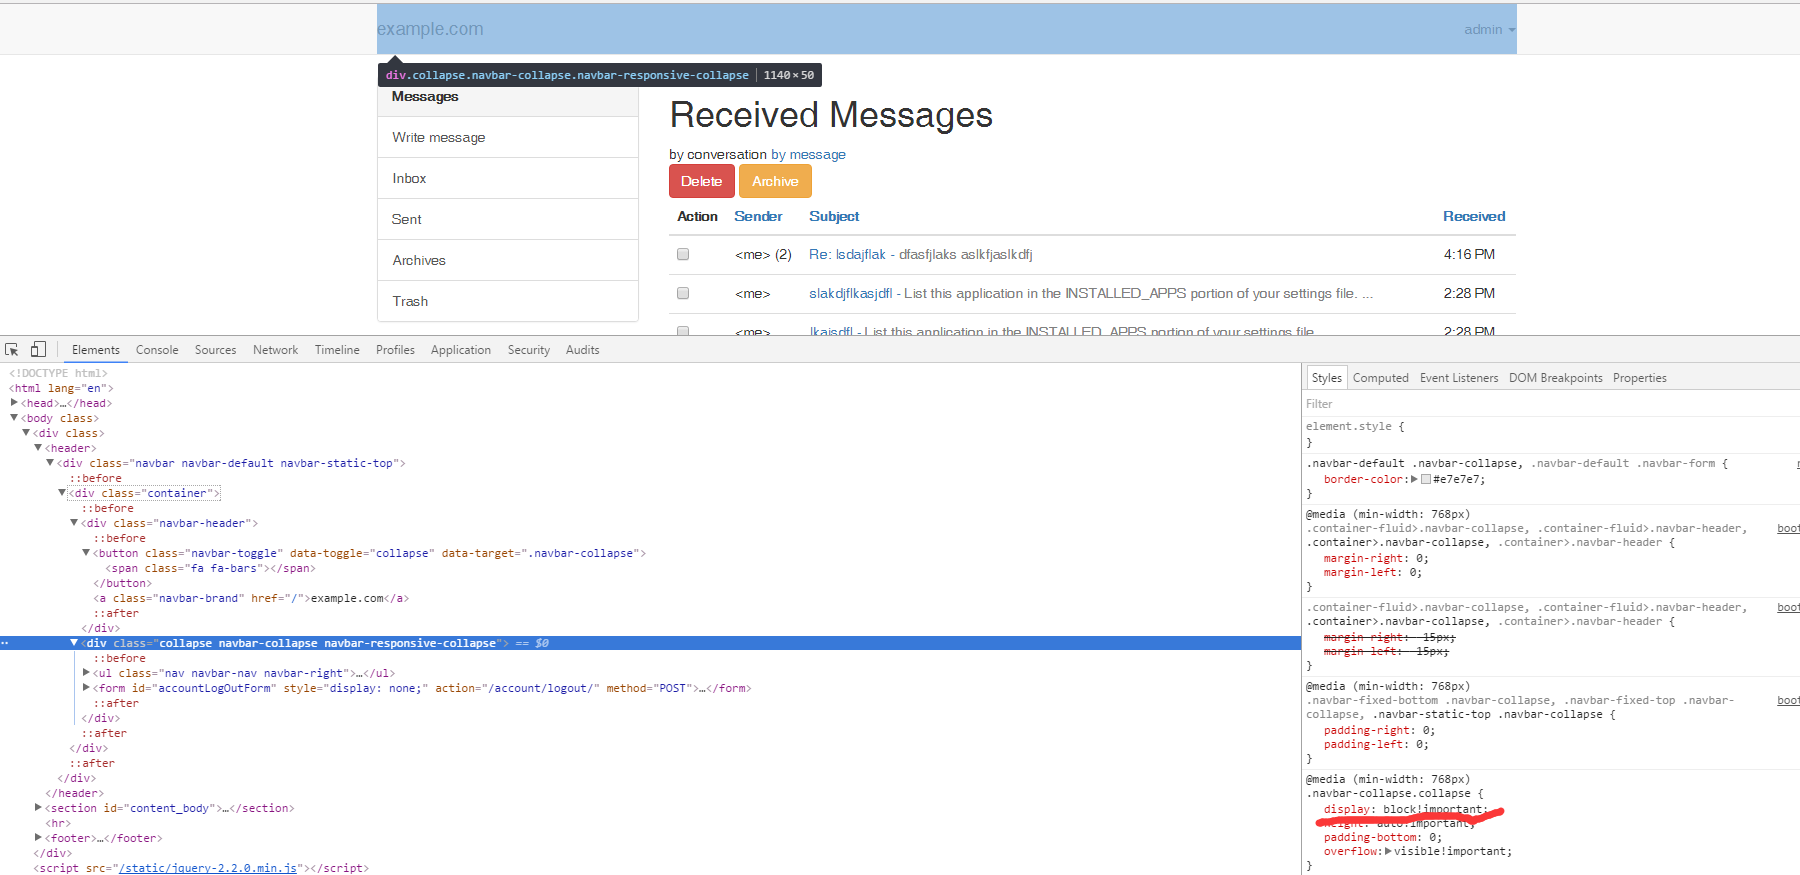 example.com
admin
div.collapse.navbar-collapse.navbar-responsive-collapse | 1140 × 50
Messages
Write message
Inbox
Sent
Archives
Trash
Received Messages
by conversation by message
Delete Archive
Action Sender Subject Received
<me> (2) Re: lsdajflak - dfasfjlaks aslkfjaslkdfj 4:16 PM
<me> slakdjflkasjdfl - List this application in the INSTALLED_APPS portion of your settings file. ... 2:28 PM
<me> lkajsdfl - List this application in the INSTALLED_APPS portion of your settings file 2:28 PM
Elements Console Sources Network Timeline Profiles Application Security Audits
<!DOCTYPE html>
<html lang="en">
<head>…</head>
<body class>
<div class>
<header>
<div class="navbar navbar-default navbar-static-top">
::before
<div class="container">
::before
<div class="navbar-header">
::before
<button class="navbar-toggle" data-toggle="collapse" data-target=".navbar-collapse">
<span class="fa fa-bars"></span>
</button>
<a class="navbar-brand" href="/">example.com</a>
::after
</div>
<div class="collapse navbar-collapse navbar-responsive-collapse"> == $0
::before
<ul class="nav navbar-nav navbar-right">…</ul>
<form id="accountLogOutForm" style="display: none;" action="/account/logout/" method="POST">…</form>
::after
</div>
::after
</div>
::after
</div>
</header>
<section id="content_body">…</section>
<hr>
<footer>…</footer>
</div>
<script src="/static/jquery-2.2.0.min.js"></script>
Styles Computed Event Listeners DOM Breakpoints Properties
Filter
element.style {
}
.navbar-default .navbar-collapse, .navbar-default .navbar-form {
border-color: #e7e7e7;
}
@media (min-width: 768px)
.container-fluid>.navbar-collapse, .container-fluid>.navbar-header, boot
.container>.navbar-collapse, .container>.navbar-header {
margin-right: 0;
margin-left: 0;
}
.container-fluid>.navbar-collapse, .container-fluid>.navbar-header, boot
.container>.navbar-collapse, .container>.navbar-header {
margin-right: -15px;
margin-left: -15px;
}
@media (min-width: 768px)
.navbar-fixed-bottom .navbar-collapse, .navbar-fixed-top .navbar- boot
collapse, .navbar-static-top .navbar-collapse {
padding-right: 0;
padding-left: 0;
}
@media (min-width: 768px)
.navbar-collapse.collapse { boot
display: block!important;
height: auto!important;
padding-bottom: 0;
overflow: visible!important;
}